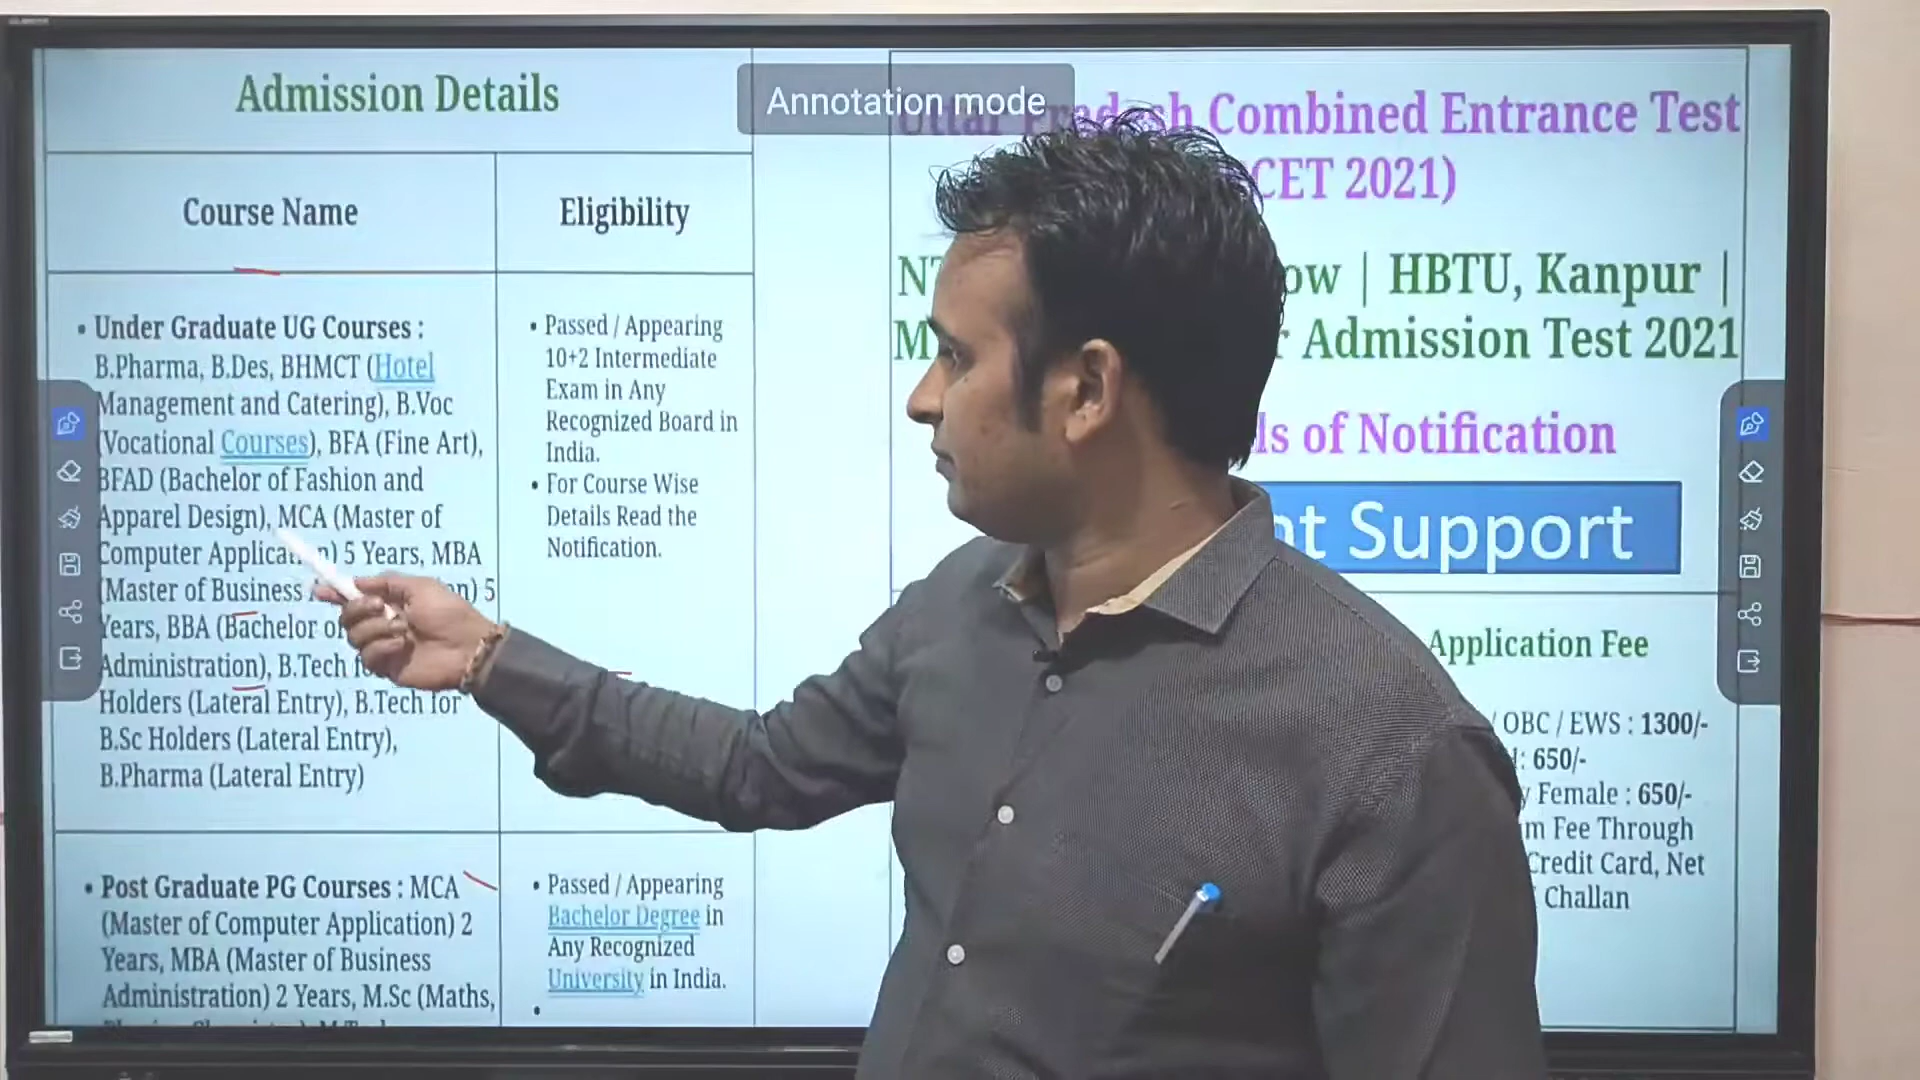 Admission Details
Course Name
Eligibility
• Under Graduate UG Courses :
B.Pharma, B.Des, BHMCT (Hotel
Management and Catering), B.Voc
(Vocational Courses), BFA (Fine Art),
BFAD (Bachelor of Fashion and
Apparel Design), MCA (Master of
Computer 5 Years, MBA
(Master of Business 5
Years, BBA (Bachelor of
Administration), B.Tech
Holders (Lateral Entry), B.Tech for
B.Sc Holders (Lateral Entry),
B.Pharma (Lateral Entry)
• Passed / Appearing
10+2 Intermediate
Exam in Any
Recognized Board in
India.
• For Course Wise
Details Read the
Notification.
• Post Graduate PG Courses : MCA
(Master of Computer Application) 2
Years, MBA (Master of Business
Administration) 2 Years, M.Sc (Maths,
• Passed / Appearing
Bachelor Degree in
Any Recognized
University in India.
Annotation mode
Combined Entrance Test
CET 2021)
| HBTU, Kanpur |
Admission Test 2021
of Notification
Support
Application Fee
/ OBC / EWS : 1300/-
: 650/-
Female : 650/-
Fee Through
Credit Card, Net
Challan